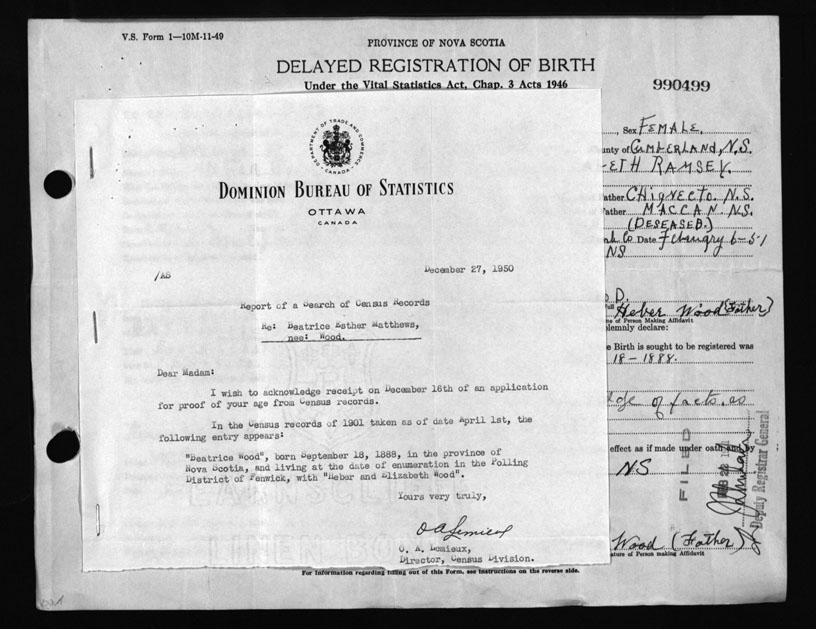 V.S. Form 1—10M-11-49
PROVINCE OF NOVA SCOTIA
DELAYED REGISTRATION OF BIRTH
Under the Vital Statistics Act, Chap. 3 Acts 1946
990499
DEPARTMENT OF TRADE AND COMMERCE
CANADA
DOMINION BUREAU OF STATISTICS
OTTAWA
CANADA
December 27, 1950
/AB
Report of a Search of Census Records
Re: Beatrice Esther Matthews,
nee: Wood.
Dear Madam:
I wish to acknowledge receipt on December 16th of an application
for proof of your age from Census records.
In the Census records of 1901 taken as of date April 1st, the
following entry appears:
"Beatrice Wood", born September 18, 1888, in the province of
Nova Scotia, and living at the date of enumeration in the Polling
District of Fenwick, with "Heber and Elizabeth Wood".
Yours very truly,
O A Lemieux
O. A. Lemieux,
Director, Census Division.
For information regarding filling out of this Form, see instructions on the reverse side.
, Sex FEMALE.
nty of CUMBERLAND, N.S.
ETH RAMSEY.
ather CHIGNECTO. N.S.
ather MACCAN. N.S.
(DESEASED.)
Date
NS
D.
Heber Wood (Father)
e of Person Making Affidavit
lemnly declare:
e Birth is sought to be registered was
18-1888.
of facts, as
effect as if made under oath and by
NS
FILED
Deputy Registrar General
Wood (Father)
ature of Person making Affidavit